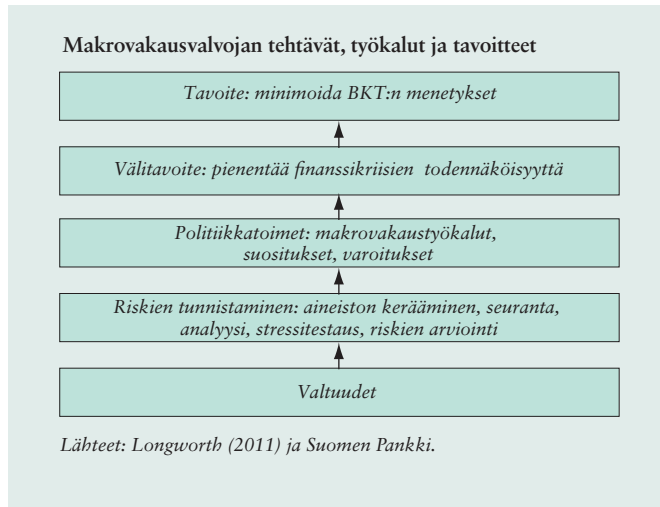 Makrovakausvalvojan tehtävät, työkalut ja tavoitteet
Tavoite: minimoida BKT:n menetykset
Välitavoite: pienentää finanssikriisien todennäköisyyttä
Politiikkatoimet: makrovakaustyökalut,
suositukset, varoitukset
Riskien tunnistaminen: aineiston kerääminen, seuranta,
analyysi, stressitestaus, riskien arviointi
Valtuudet
Lähteet: Longworth (2011) ja Suomen Pankki.